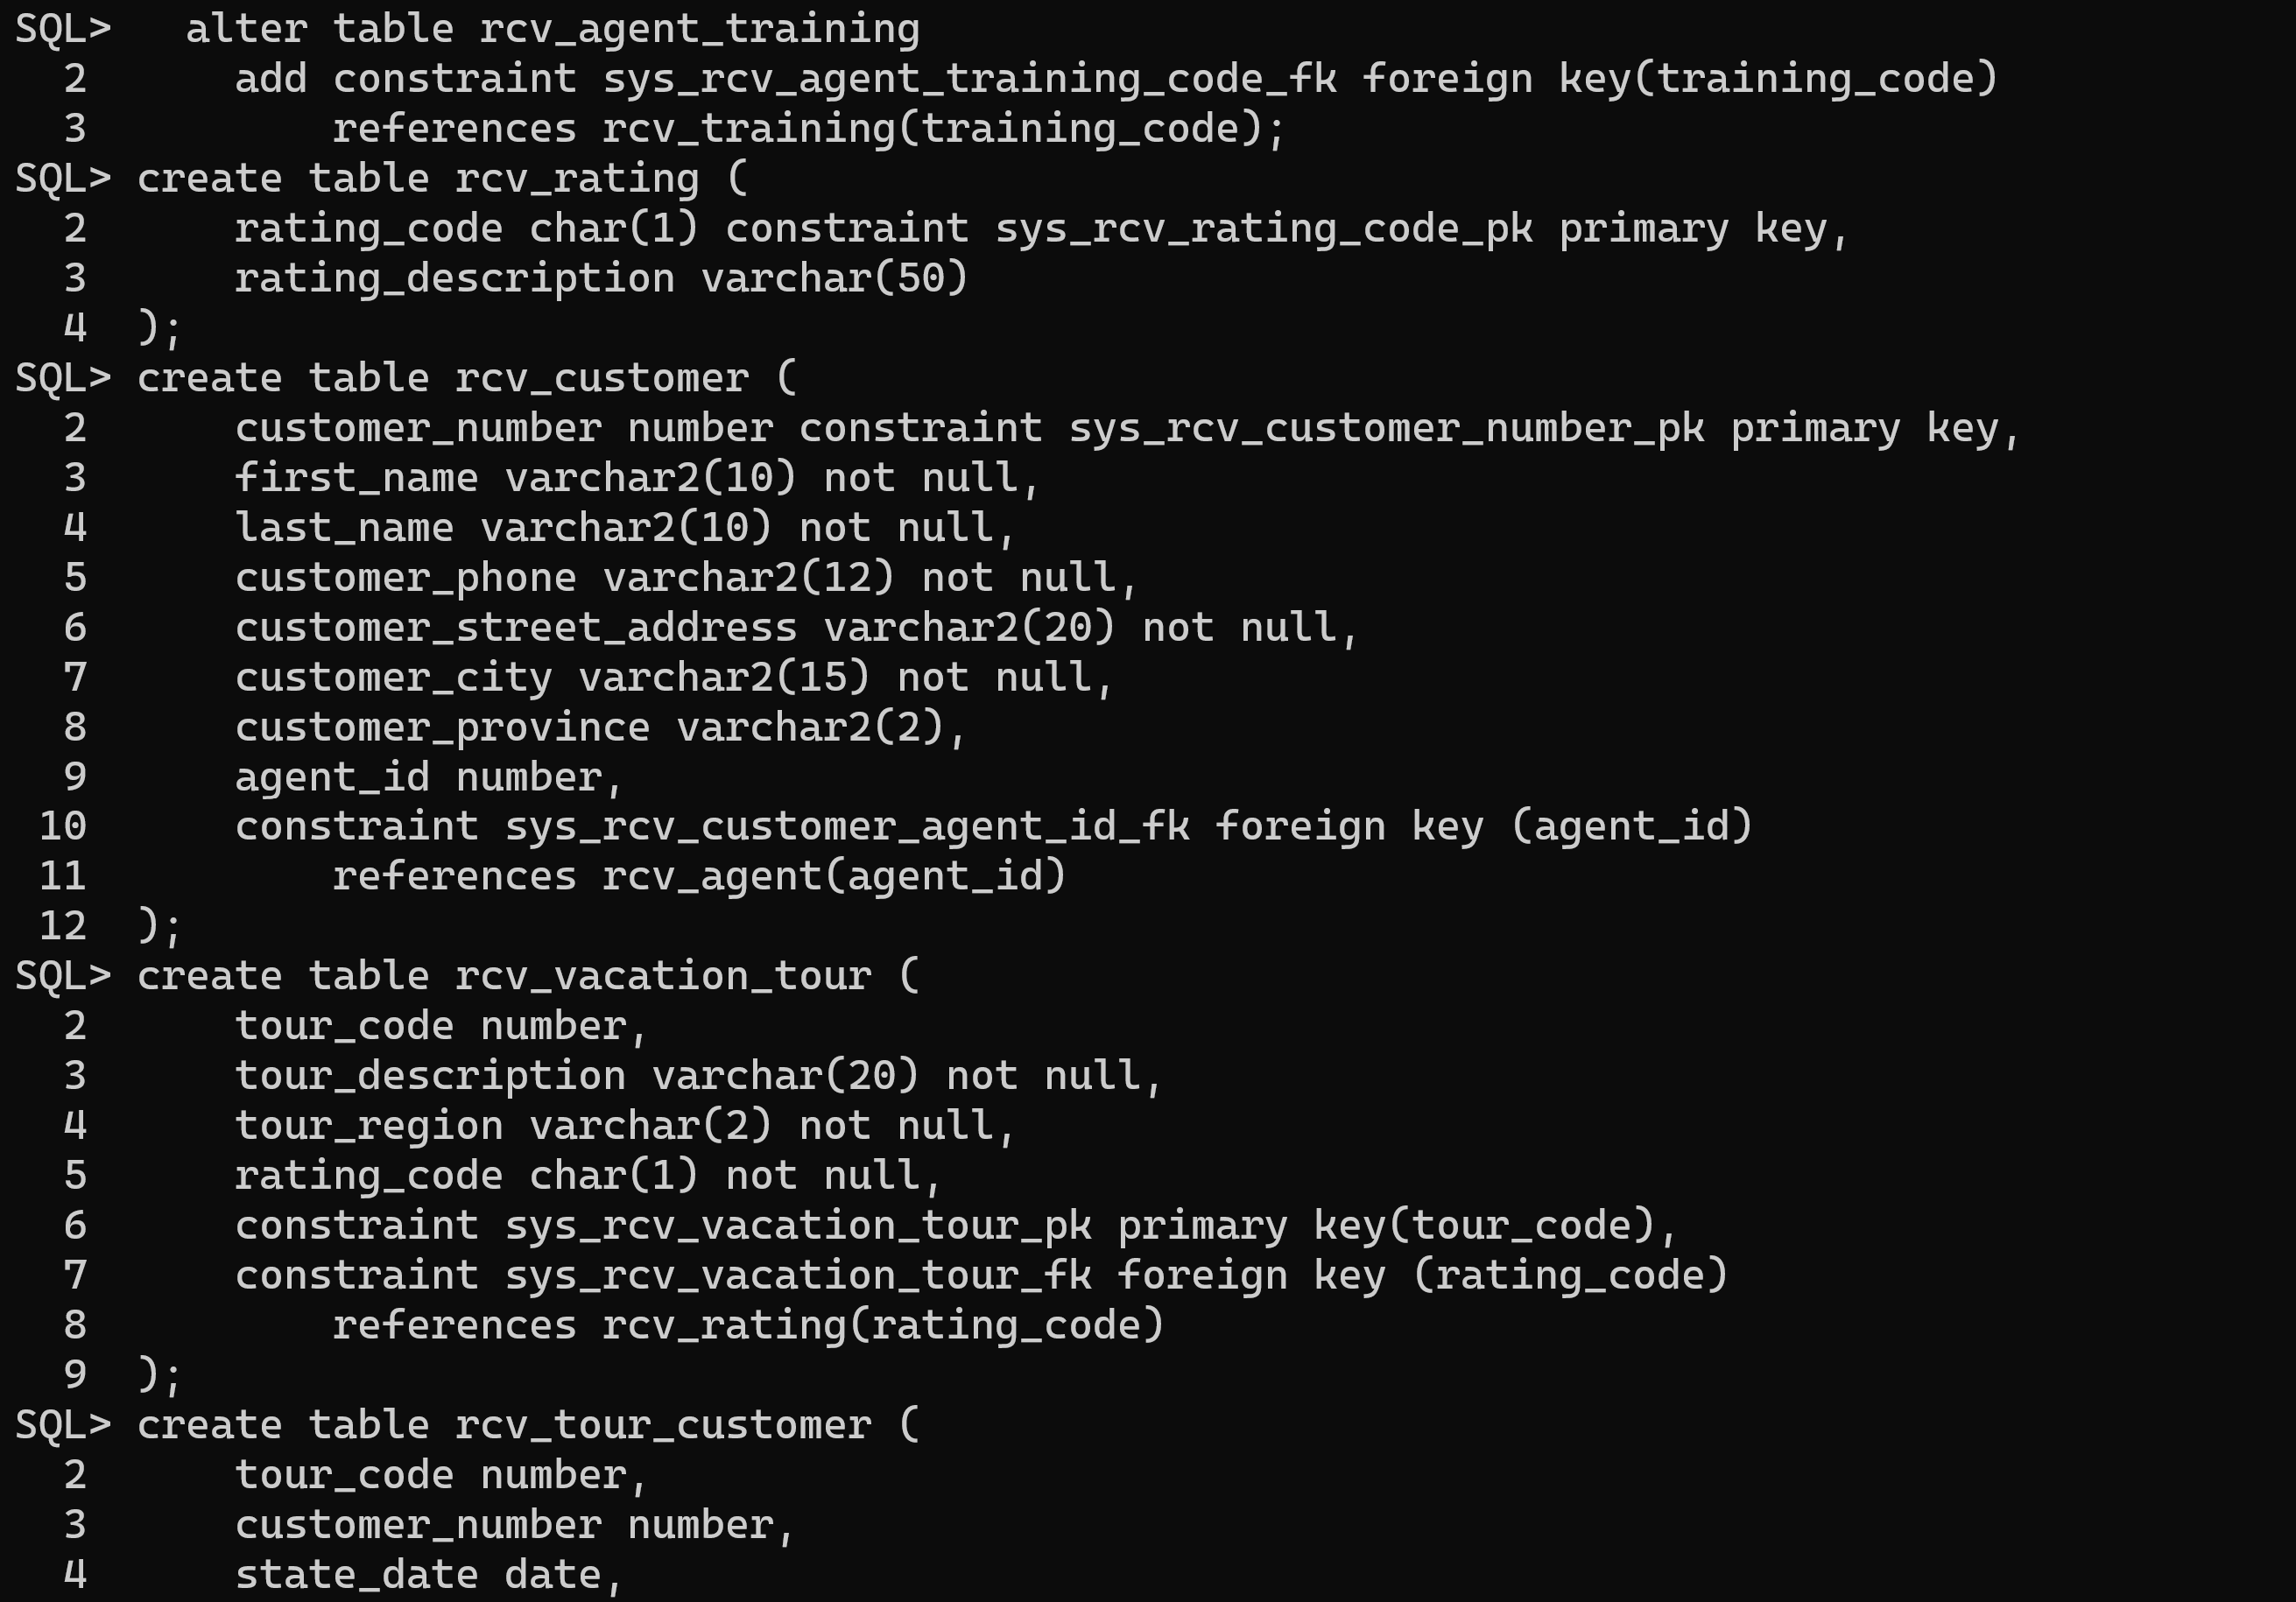 SQL>   alter table rcv_agent_training
  2      add constraint sys_rcv_agent_training_code_fk foreign key(training_code)
  3          references rcv_training(training_code);
SQL> create table rcv_rating (
  2      rating_code char(1) constraint sys_rcv_rating_code_pk primary key,
  3      rating_description varchar(50)
  4  );
SQL> create table rcv_customer (
  2      customer_number number constraint sys_rcv_customer_number_pk primary key,
  3      first_name varchar2(10) not null,
  4      last_name varchar2(10) not null,
  5      customer_phone varchar2(12) not null,
  6      customer_street_address varchar2(20) not null,
  7      customer_city varchar2(15) not null,
  8      customer_province varchar2(2),
  9      agent_id number,
 10      constraint sys_rcv_customer_agent_id_fk foreign key (agent_id)
 11          references rcv_agent(agent_id)
 12  );
SQL> create table rcv_vacation_tour (
  2      tour_code number,
  3      tour_description varchar(20) not null,
  4      tour_region varchar(2) not null,
  5      rating_code char(1) not null,
  6      constraint sys_rcv_vacation_tour_pk primary key(tour_code),
  7      constraint sys_rcv_vacation_tour_fk foreign key (rating_code)
  8          references rcv_rating(rating_code)
  9  );
SQL> create table rcv_tour_customer (
  2      tour_code number,
  3      customer_number number,
  4      state_date date,